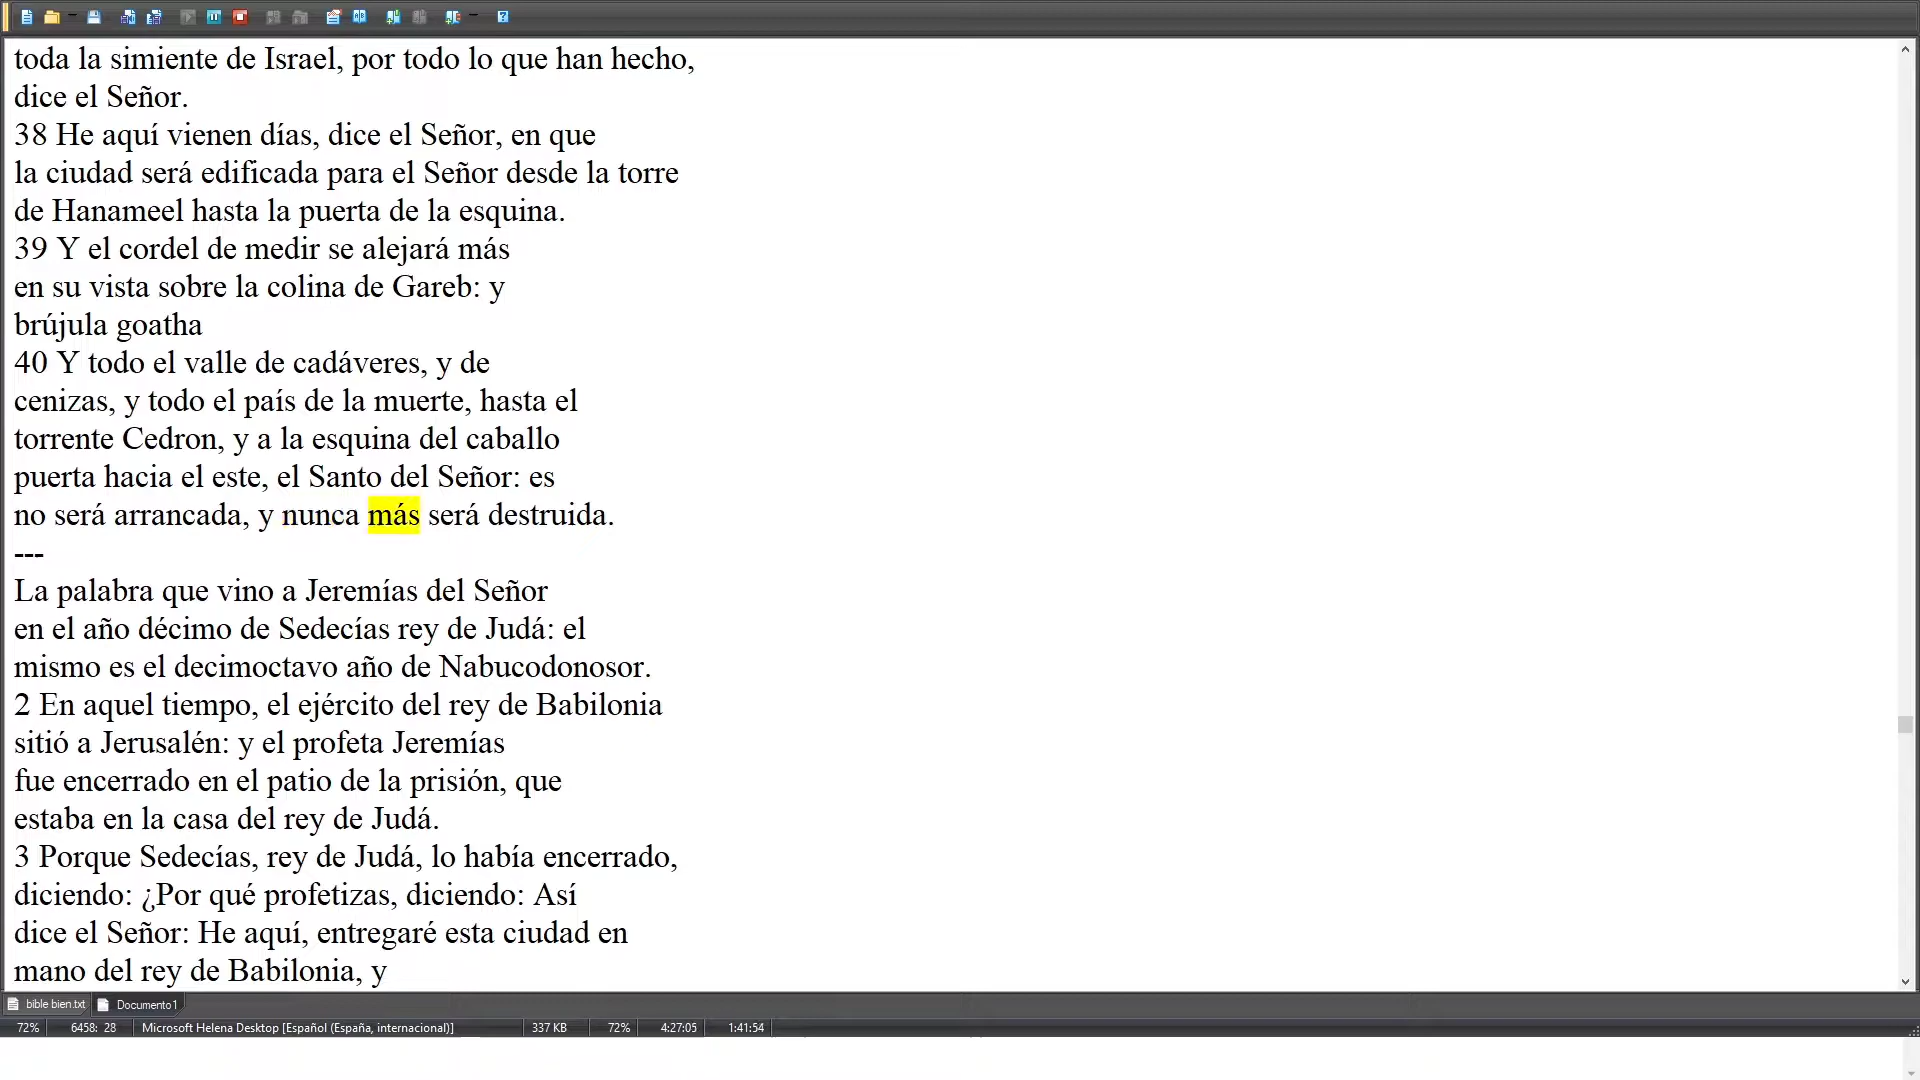 toda la simiente de Israel, por todo lo que han hecho,
dice el Señor.
38 He aquí vienen días, dice el Señor, en que
la ciudad será edificada para el Señor desde la torre
de Hanameel hasta la puerta de la esquina.
39 Y el cordel de medir se alejará más
en su vista sobre la colina de Gareb: y
brújula goatha
40 Y todo el valle de cadáveres, y de
cenizas, y todo el país de la muerte, hasta el
torrente Cedron, y a la esquina del caballo
puerta hacia el este, el Santo del Señor: es
no será arrancada, y nunca más será destruida.
---
La palabra que vino a Jeremías del Señor
en el año décimo de Sedecías rey de Judá: el
mismo es el decimoctavo año de Nabucodonosor.
2 En aquel tiempo, el ejército del rey de Babilonia
sitió a Jerusalén: y el profeta Jeremías
fue encerrado en el patio de la prisión, que
estaba en la casa del rey de Judá.
3 Porque Sedecías, rey de Judá, lo había encerrado,
diciendo: ¿Por qué profetizas, diciendo: Así
dice el Señor: He aquí, entregaré esta ciudad en
mano del rey de Babilonia, y
bible bien.txt Documento1
72% 6458: 28 Microsoft Helena Desktop [Español (España, internacional)] 337 KB 72% 4:27:05 1:41:54